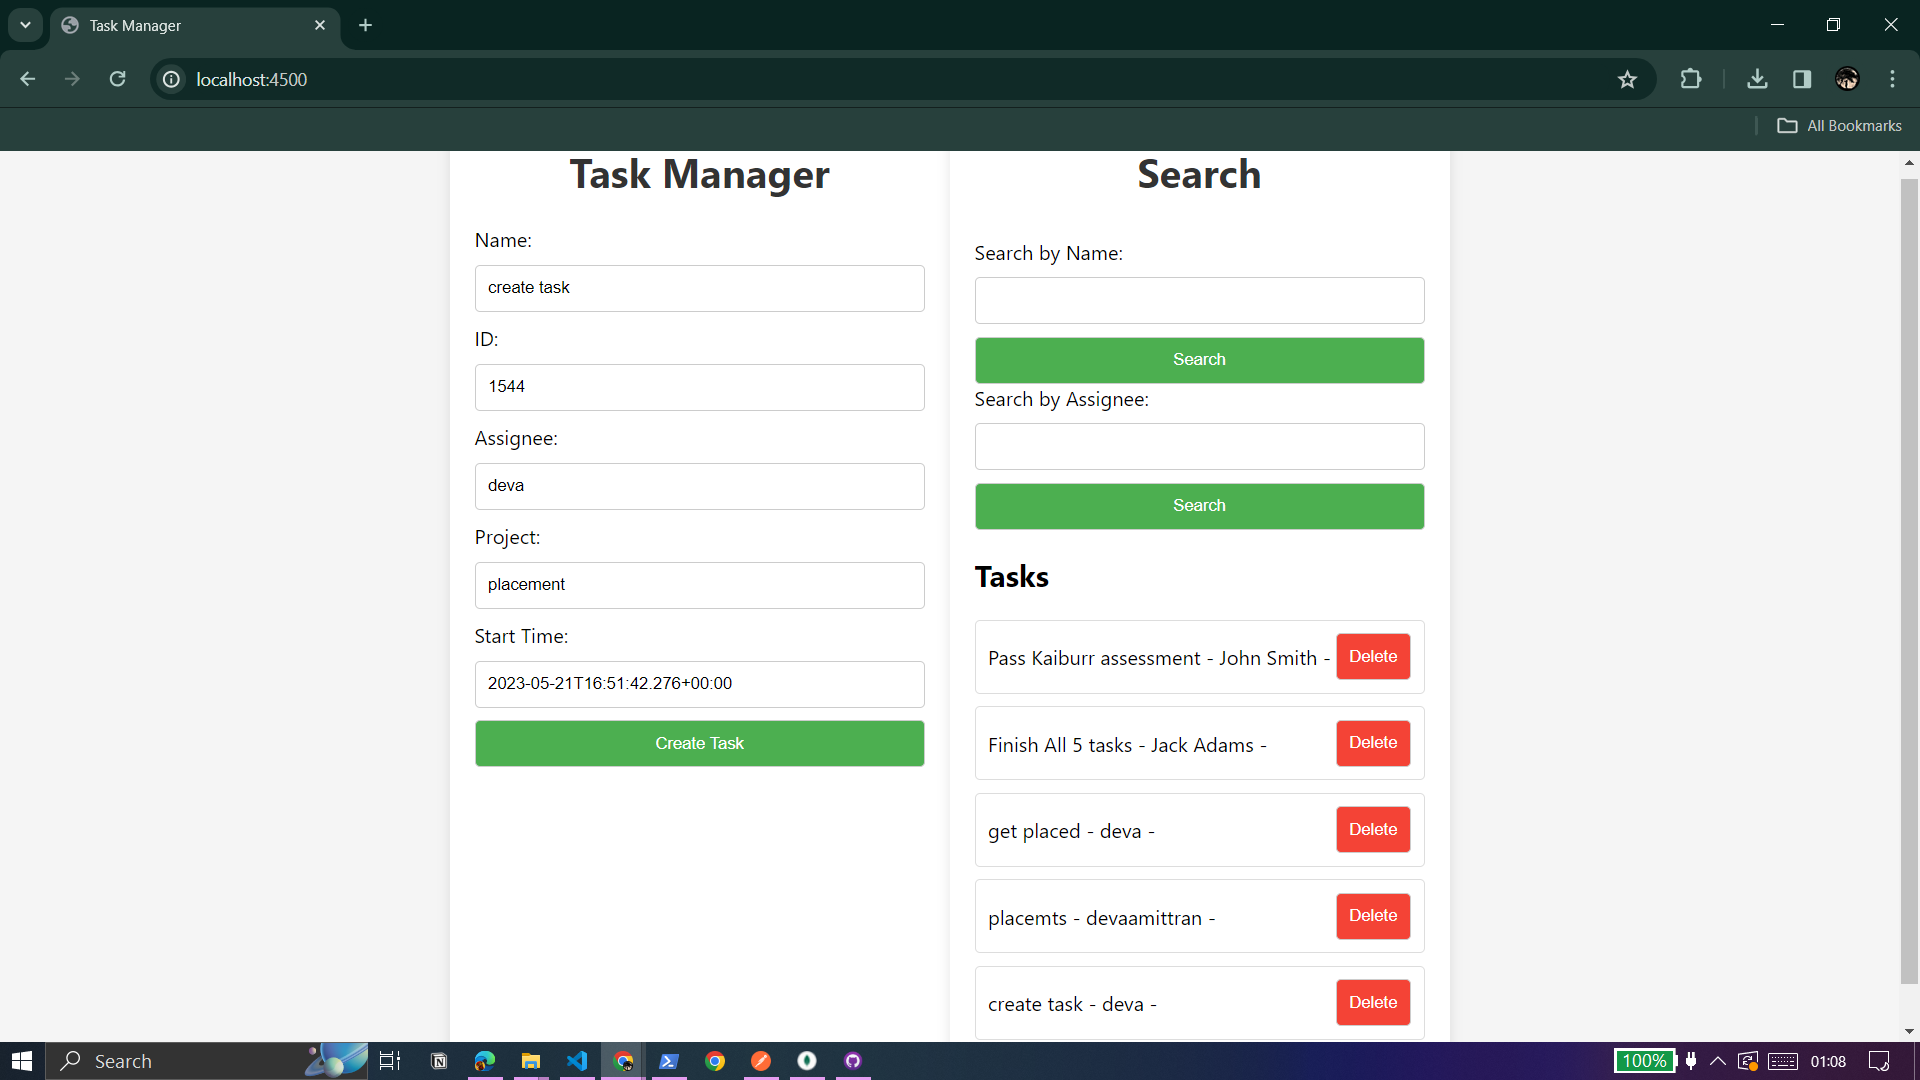 Task Manager
localhost:4500
All Bookmarks
Task Manager
Name:
create task
ID:
1544
Assignee:
deva
Project:
placement
Start Time:
2023-05-21T16:51:42.276+00:00
Create Task
Search
Search by Name:
Search
Search by Assignee:
Search
Tasks
Pass Kaiburr assessment - John Smith - Delete
Finish All 5 tasks - Jack Adams - Delete
get placed - deva - Delete
placemts - devaamittran - Delete
create task - deva - Delete
Search
100%
01:08